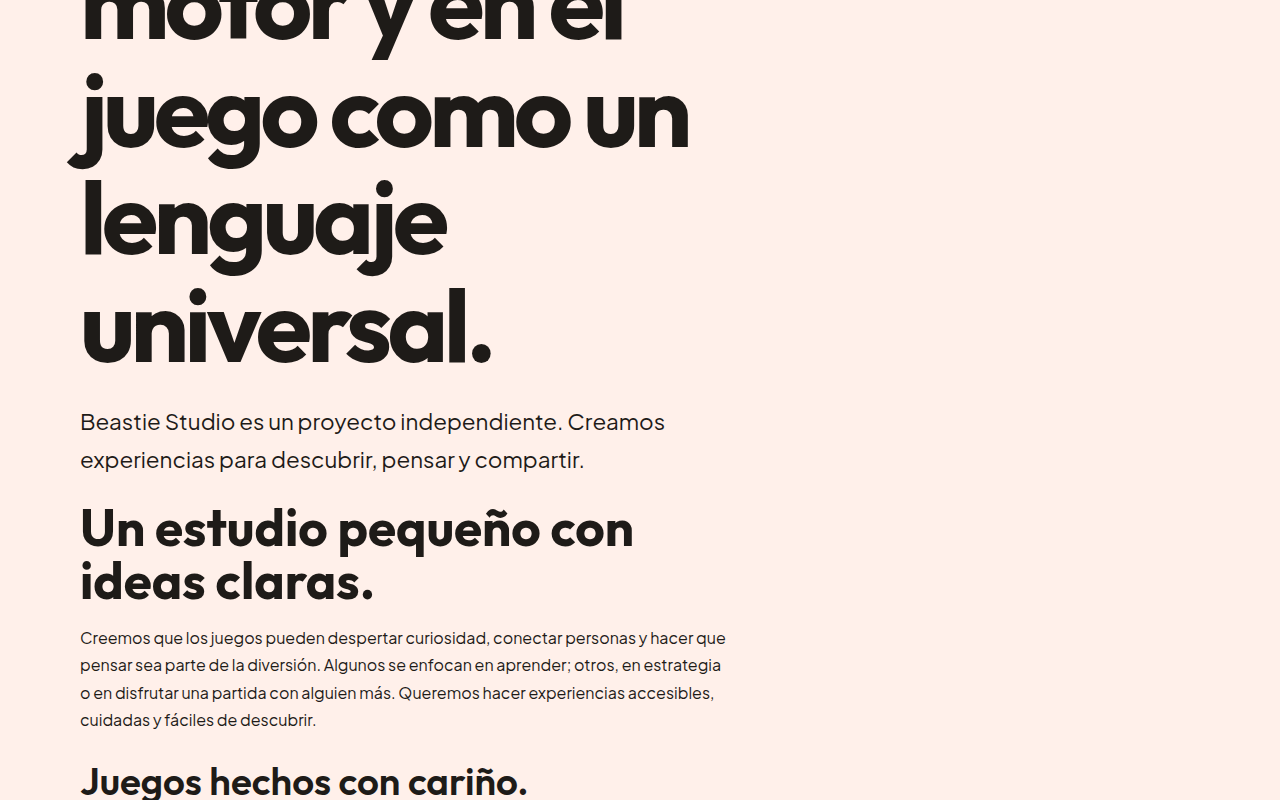 motor y en el
juego como un
lenguaje
universal.
Beastie Studio es un proyecto independiente. Creamos
experiencias para descubrir, pensar y compartir.
Un estudio pequeño con
ideas claras.
Creemos que los juegos pueden despertar curiosidad, conectar personas y hacer que
pensar sea parte de la diversión. Algunos se enfocan en aprender; otros, en estrategia
o en disfrutar una partida con alguien más. Queremos hacer experiencias accesibles,
cuidadas y fáciles de descubrir.
Juegos hechos con cariño.